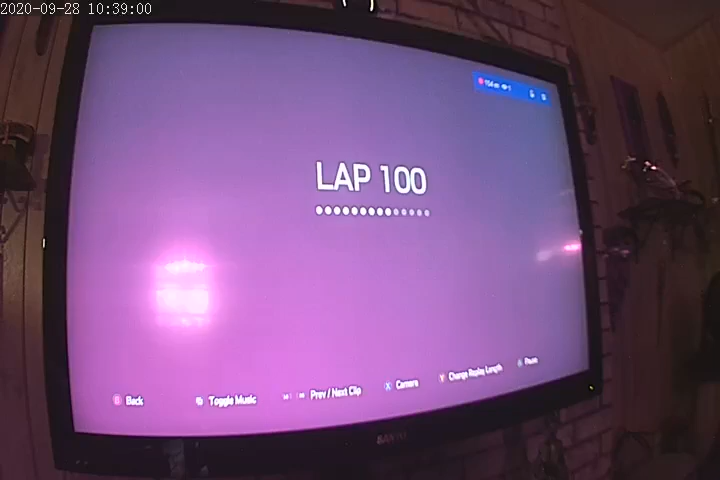 2020-09-28 10:39:00
LAP 100
B Back
Toggle Music
Prev / Next Clip
X Camera
Y Change Replay Length
A Pause
SANYO